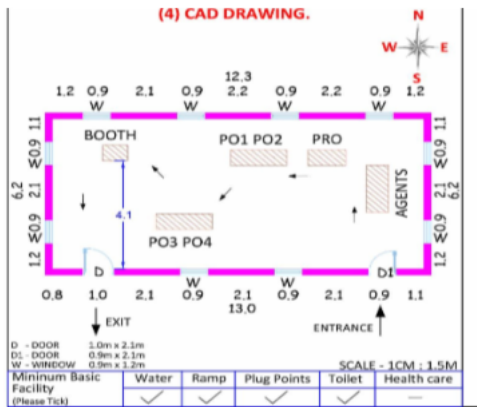 (4) CAD DRAWING.
N
W E
S
12,3
1,2 0,9 2,1 0,9 2,2 0,9 2,2 0,9 1,2
W W W W
1,1 0,9 2,1 0,9 1,2
W W
6,2
BOOTH PO1 PO2 PRO
AGENTS
4.1
PO3 PO4
1,1 0,9 2,1 0,9 1,2
W W
6,2
D W W D1
0,8 1,0 2,1 0,9 2,1 0,9 2,2 0,9 1,1
13,0
EXIT ENTRANCE
D - DOOR 1.0m x 2.1m
D1 - DOOR 0.9m x 2.1m
W - WINDOW 0.9m x 1.2m
SCALE - 1CM : 1.5M
Mininum Basic Facility (Please Tick) Water Ramp Plug Points Toilet Health care
✓ ✓ ✓ ✓ —